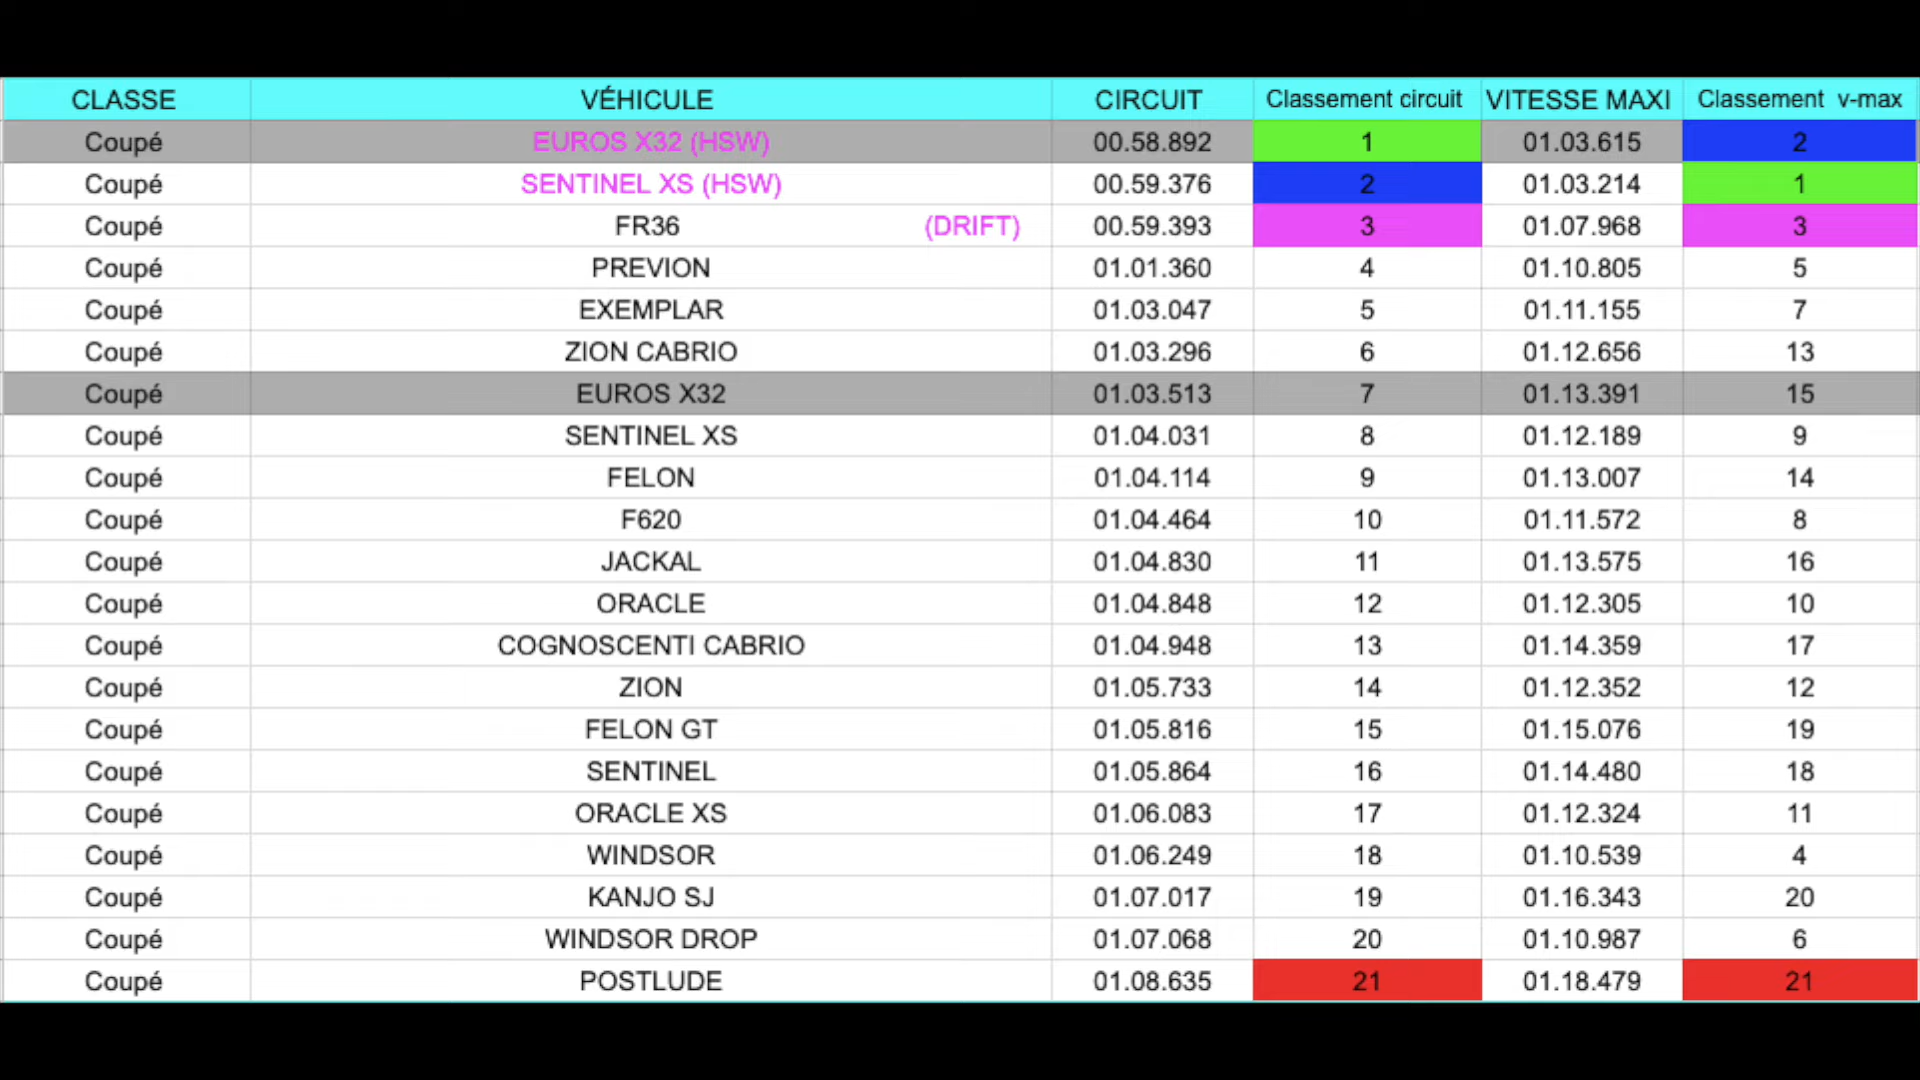 CLASSE VÉHICULE CIRCUIT Classement circuit VITESSE MAXI Classement v-max
Coupé EUROS X32 (HSW) 00.58.892 1 01.03.615 2
Coupé SENTINEL XS (HSW) 00.59.376 2 01.03.214 1
Coupé FR36 (DRIFT) 00.59.393 3 01.07.968 3
Coupé PREVION 01.01.360 4 01.10.805 5
Coupé EXEMPLAR 01.03.047 5 01.11.155 7
Coupé ZION CABRIO 01.03.296 6 01.12.656 13
Coupé EUROS X32 01.03.513 7 01.13.391 15
Coupé SENTINEL XS 01.04.031 8 01.12.189 9
Coupé FELON 01.04.114 9 01.13.007 14
Coupé F620 01.04.464 10 01.11.572 8
Coupé JACKAL 01.04.830 11 01.13.575 16
Coupé ORACLE 01.04.848 12 01.12.305 10
Coupé COGNOSCENTI CABRIO 01.04.948 13 01.14.359 17
Coupé ZION 01.05.733 14 01.12.352 12
Coupé FELON GT 01.05.816 15 01.15.076 19
Coupé SENTINEL 01.05.864 16 01.14.480 18
Coupé ORACLE XS 01.06.083 17 01.12.324 11
Coupé WINDSOR 01.06.249 18 01.10.539 4
Coupé KANJO SJ 01.07.017 19 01.16.343 20
Coupé WINDSOR DROP 01.07.068 20 01.10.987 6
Coupé POSTLUDE 01.08.635 21 01.18.479 21